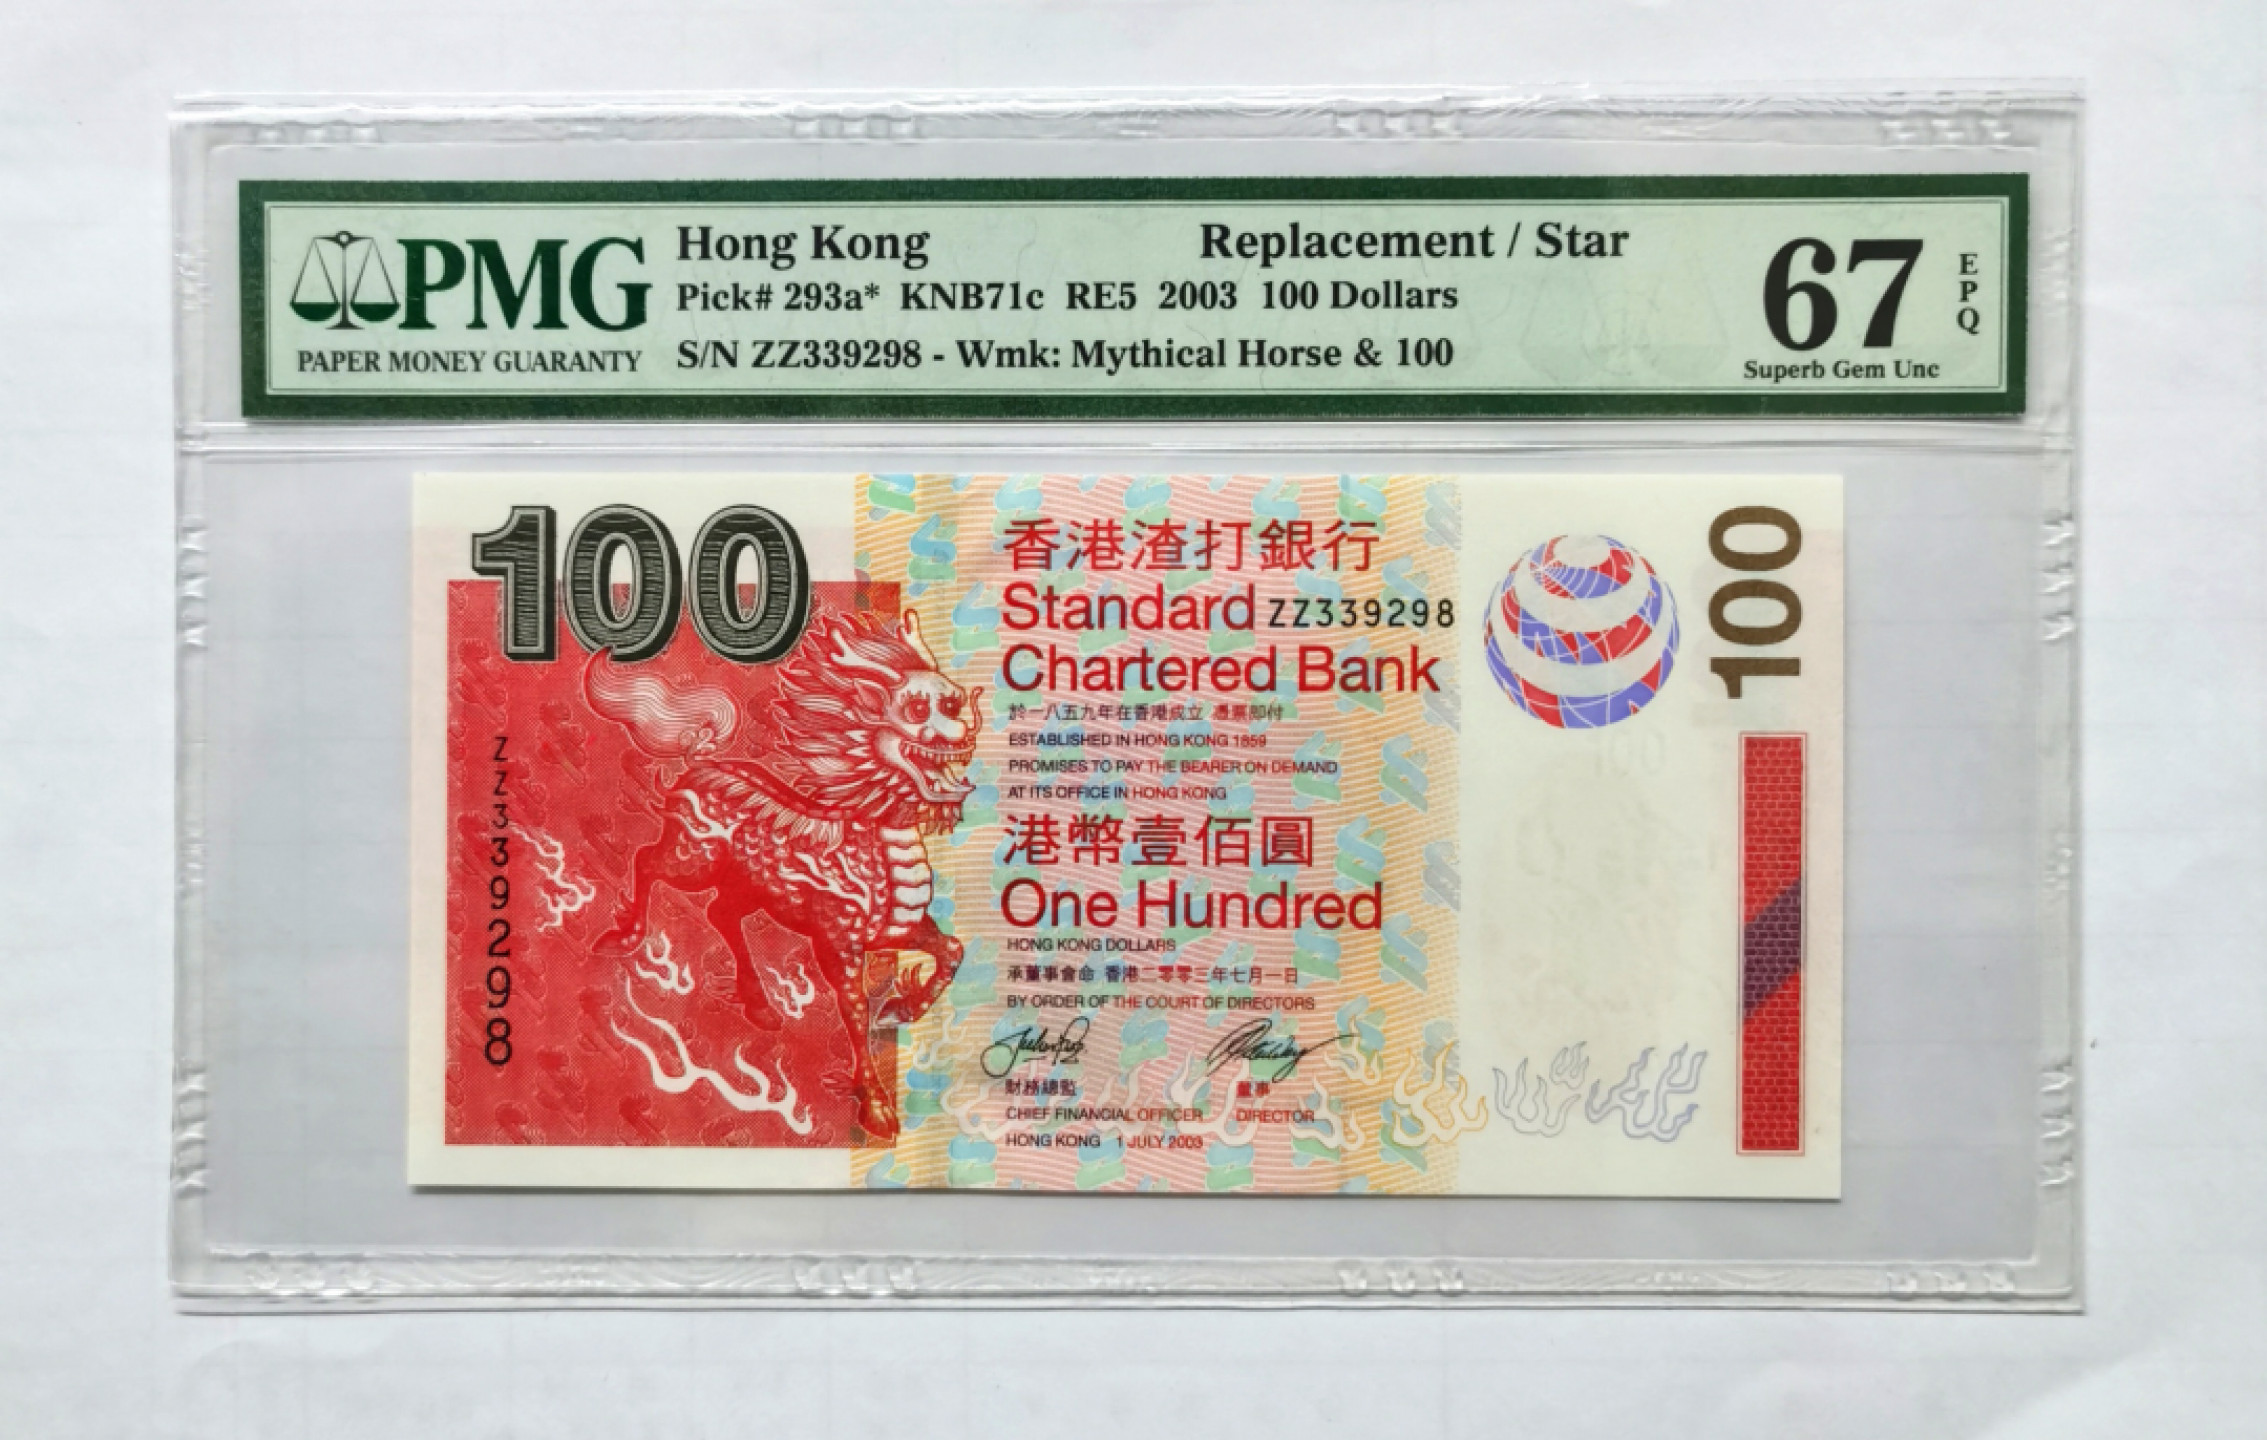 PMG
PAPER MONEY GUARANTY
Hong Kong Replacement / Star
Pick# 293a* KNB71c RE5 2003 100 Dollars
S/N ZZ339298 - Wmk: Mythical Horse & 100
67
EPQ
Superb Gem Unc
100
香港渣打銀行
Standard ZZ339298
Chartered Bank
於一八五九年在香港成立 憑票即付
ESTABLISHED IN HONG KONG 1859
PROMISES TO PAY THE BEARER ON DEMAND
AT ITS OFFICE IN HONG KONG
港幣壹佰圓
One Hundred
HONG KONG DOLLARS
承董事會命 香港二零零三年七月一日
BY ORDER OF THE COURT OF DIRECTORS
財務總監 董事
CHIEF FINANCIAL OFFICER DIRECTOR
HONG KONG 1 JULY 2003
ZZ339298
100